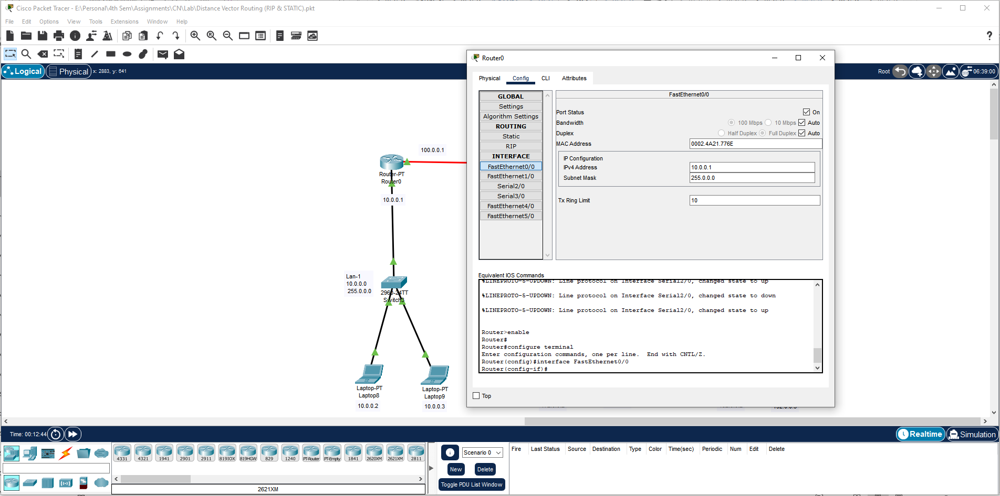 Cisco Packet Tracer - E:\Personal\4th Sem\Assignments\CN\Lab\Distance Vector Routing (RIP & STATIC).pkt
File Edit Options View Tools Extensions Window Help
?
Logical Physical x: 2883, y: 641
Root 06:39:00
100.0.0.1
Router-PT
Router0
10.0.0.1
Lan-1
10.0.0.0
255.0.0.0
2960-24TT
Switch3
Laptop-PT
Laptop8
10.0.0.2
Laptop-PT
Laptop9
10.0.0.3
Router0
Physical Config CLI Attributes
GLOBAL
Settings
Algorithm Settings
ROUTING
Static
RIP
INTERFACE
FastEthernet0/0
FastEthernet1/0
Serial2/0
Serial3/0
FastEthernet4/0
FastEthernet5/0
FastEthernet0/0
Port Status On
Bandwidth 100 Mbps 10 Mbps Auto
Duplex Half Duplex Full Duplex Auto
MAC Address 0002.4A21.776E
IP Configuration
IPv4 Address 10.0.0.1
Subnet Mask 255.0.0.0
Tx Ring Limit 10
Equivalent IOS Commands
%LINEPROTO-5-UPDOWN: Line protocol on Interface Serial2/0, changed state to up
%LINEPROTO-5-UPDOWN: Line protocol on Interface Serial2/0, changed state to down
%LINEPROTO-5-UPDOWN: Line protocol on Interface Serial2/0, changed state to up
Router>enable
Router#
Router#configure terminal
Enter configuration commands, one per line. End with CNTL/Z.
Router(config)#interface FastEthernet0/0
Router(config-if)#
Top
Time: 00:12:44
Realtime Simulation
4331 4321 1941 2901 2911 819IOX 819HGW 829 1240 PT-Router PT-Empty 1841 2620XM 2621XM 2811
2621XM
Scenario 0
New Delete
Toggle PDU List Window
Fire Last Status Source Destination Type Color Time(sec) Periodic Num Edit Delete